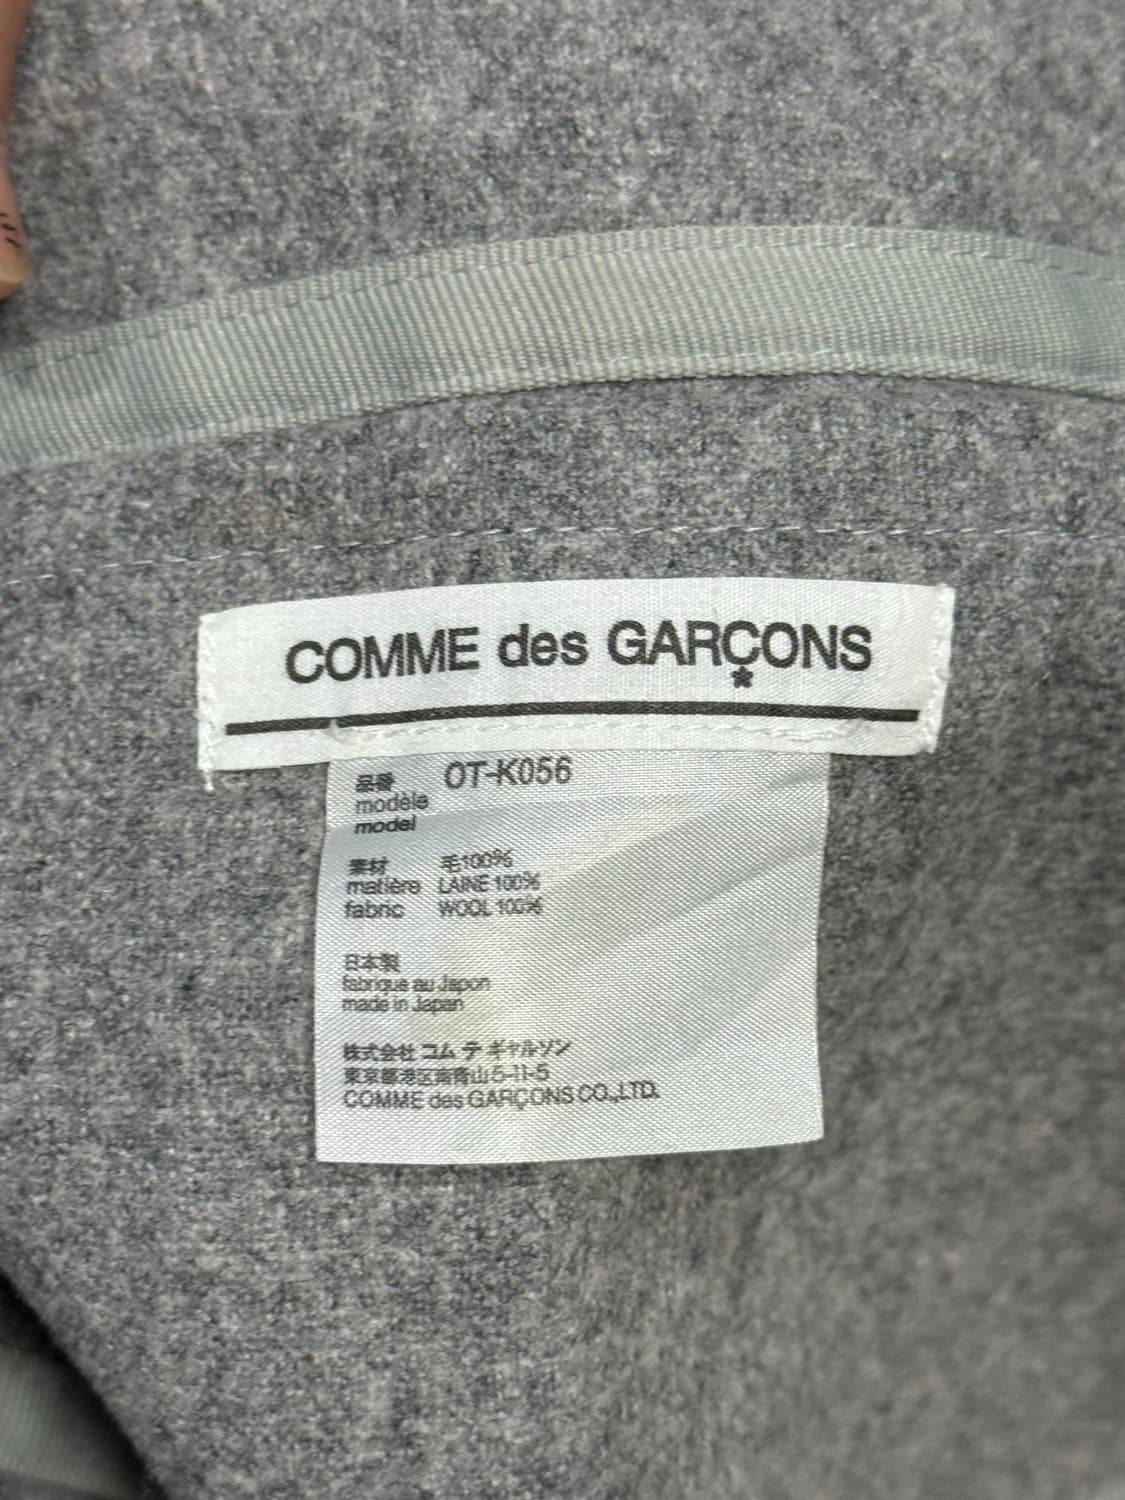 COMME des GARÇONS
品番 OT-K056
modèle
model
素材 毛100%
matière LAINE 100%
fabric WOOL 100%
日本製
fabriqué au Japon
made in Japan
株式会社 コム デ ギャルソン
東京都港区南青山5-11-5
COMME des GARÇONS CO.,LTD.